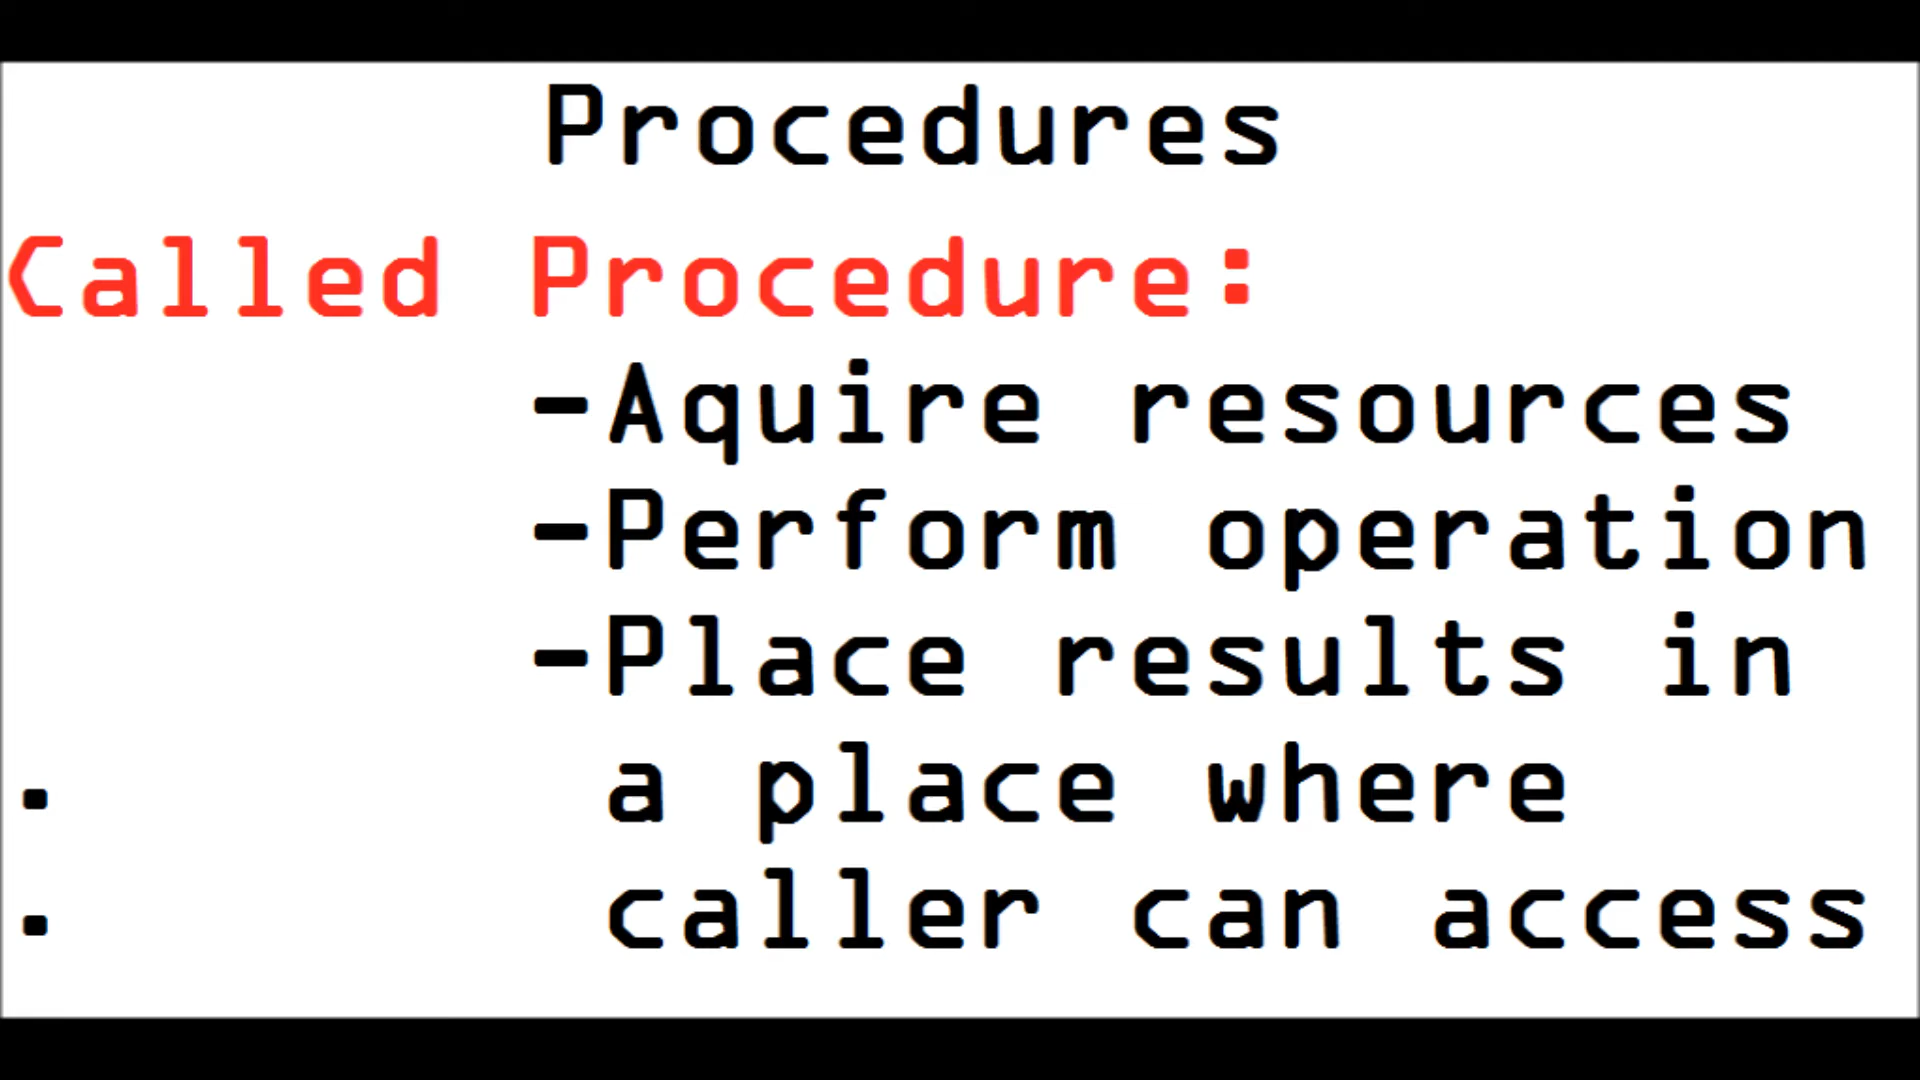 Procedures
Called Procedure:
-Aquire resources
-Perform operation
-Place results in
. a place where
. caller can access